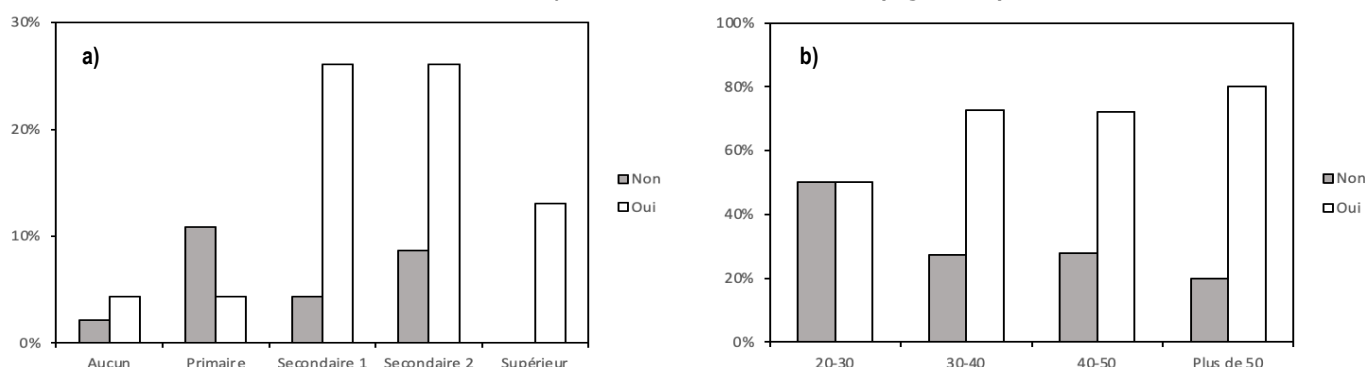 a)
30%
20%
10%
0%
Aucun
Primaire
Secondaire 1
Secondaire 2
Supérieur
Non
Oui
b)
100%
80%
60%
40%
20%
0%
20-30
30-40
40-50
Plus de 50
Non
Oui